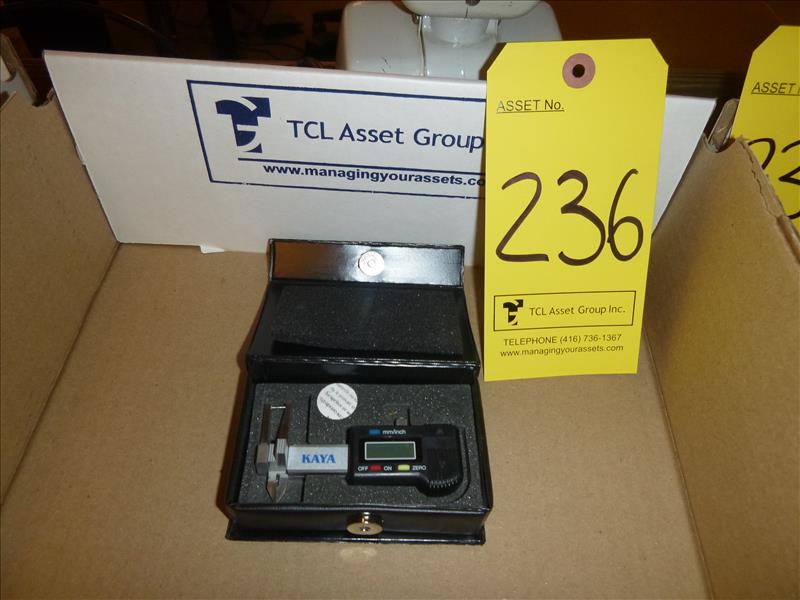 TCL Asset Group
www.managingyourassets.co
ASSET No.
236
TCL Asset Group Inc.
TELEPHONE (416) 736-1367
www.managingyourassets.com
ASSET
23
KAYA
mm/inch
OFF ON ZERO